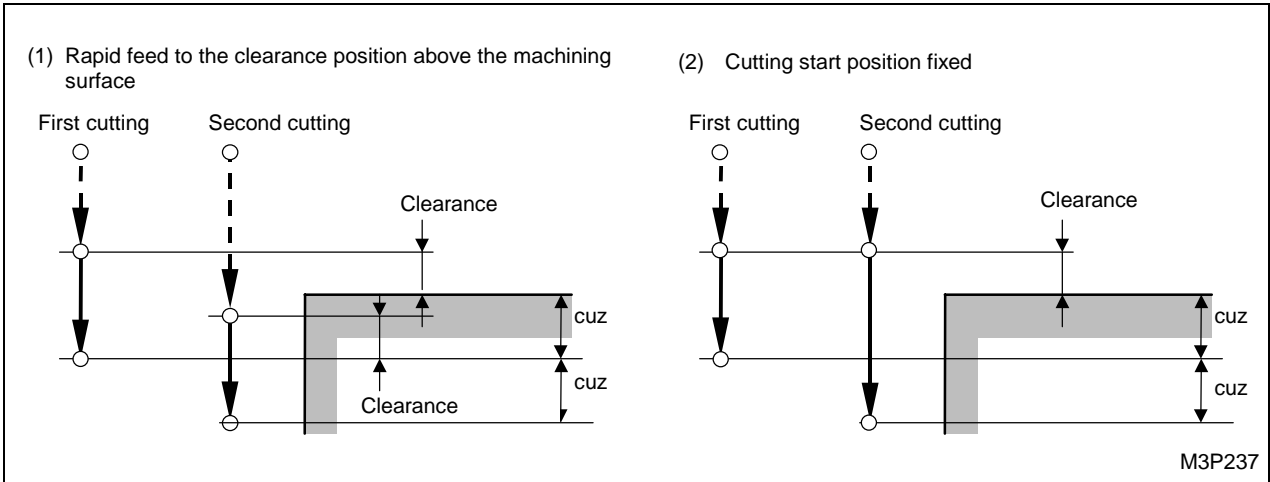 (1) Rapid feed to the clearance position above the machining
surface
First cutting
Second cutting
Clearance
cuz
cuz
Clearance
(2) Cutting start position fixed
First cutting
Second cutting
Clearance
cuz
cuz
M3P237